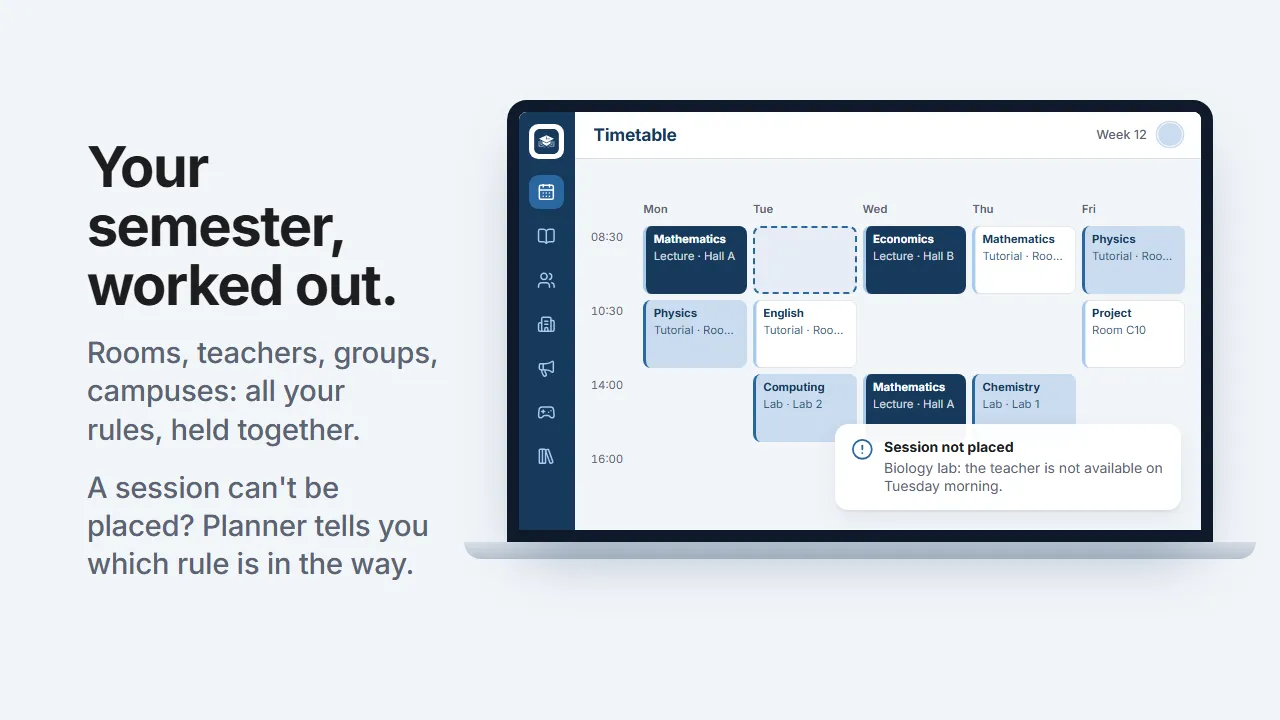 Your
semester,
worked out.
Rooms, teachers, groups,
campuses: all your
rules, held together.
A session can't be
placed? Planner tells you
which rule is in the way.
Timetable
Week 12
Mon
Tue
Wed
Thu
Fri
08:30
Mathematics
Lecture · Hall A
Economics
Lecture · Hall B
Mathematics
Tutorial · Roo...
Physics
Tutorial · Roo...
10:30
Physics
Tutorial · Roo...
English
Tutorial · Roo...
Project
Room C10
14:00
Computing
Lab · Lab 2
Mathematics
Lecture · Hall A
Chemistry
Lab · Lab 1
16:00
Session not placed
Biology lab: the teacher is not available on
Tuesday morning.